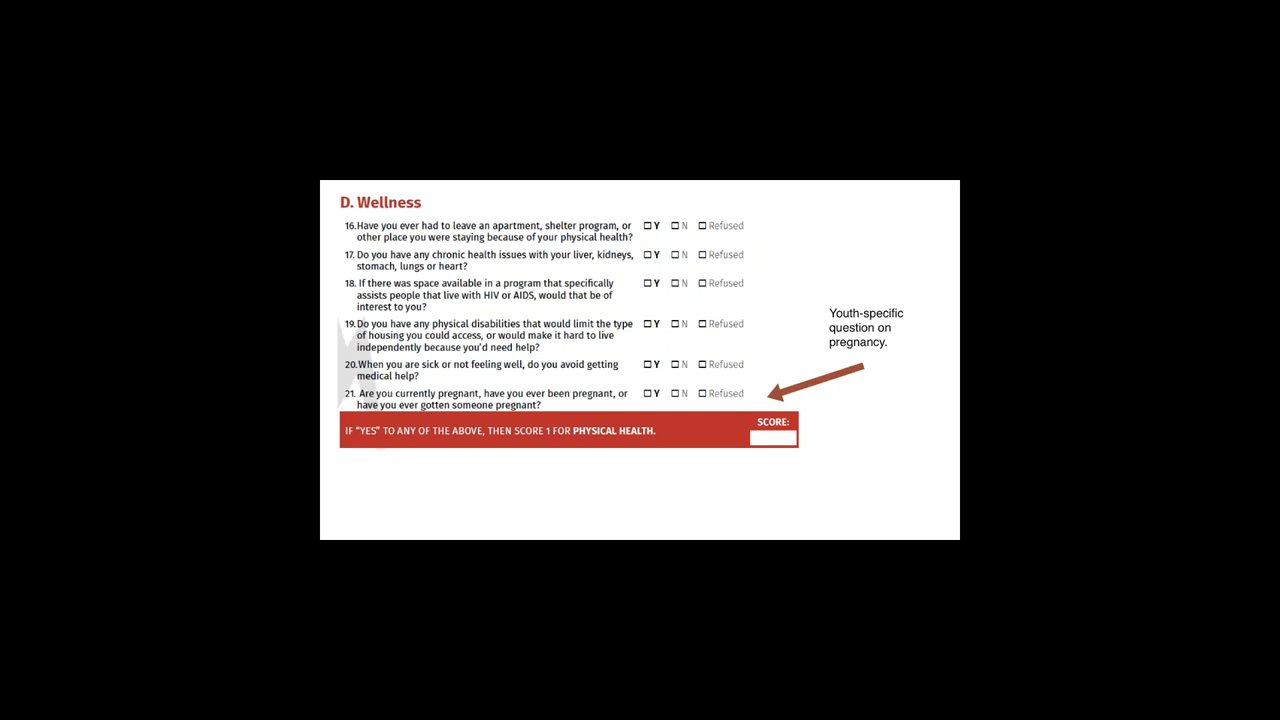 D. Wellness
16.Have you ever had to leave an apartment, shelter program, or
other place you were staying because of your physical health?
Y N Refused
17. Do you have any chronic health issues with your liver, kidneys,
stomach, lungs or heart?
Y N Refused
18. If there was space available in a program that specifically
assists people that live with HIV or AIDS, would that be of
interest to you?
Y N Refused
19.Do you have any physical disabilities that would limit the type
of housing you could access, or would make it hard to live
independently because you'd need help?
Y N Refused
20.When you are sick or not feeling well, do you avoid getting
medical help?
Y N Refused
21. Are you currently pregnant, have you ever been pregnant, or
have you ever gotten someone pregnant?
Y N Refused
IF "YES" TO ANY OF THE ABOVE, THEN SCORE 1 FOR PHYSICAL HEALTH.
SCORE:
Youth-specific
question on
pregnancy.